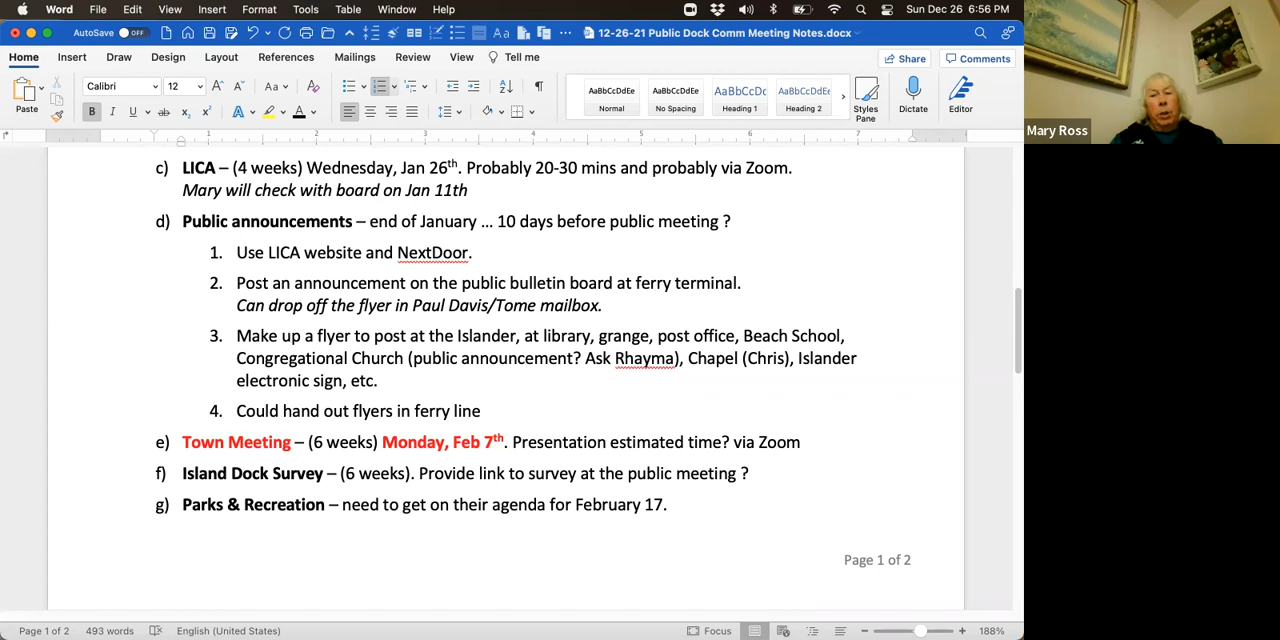 Word File Edit View Insert Format Tools Table Window Help Sun Dec 26 6:56 PM
AutoSave OFF 12-26-21 Public Dock Comm Meeting Notes.docx
Home Insert Draw Design Layout References Mailings Review View Tell me Share Comments
Paste Calibri 12 AaBbCcDdEe AaBbCcDdEe AaBbCcDc AaBbCcDdEe
Normal No Spacing Heading 1 Heading 2 Styles Pane Dictate Editor
1 2 3 4 5 6 7
c) LICA – (4 weeks) Wednesday, Jan 26th. Probably 20-30 mins and probably via Zoom.
Mary will check with board on Jan 11th
d) Public announcements – end of January ... 10 days before public meeting ?
1. Use LICA website and NextDoor.
2. Post an announcement on the public bulletin board at ferry terminal.
Can drop off the flyer in Paul Davis/Tome mailbox.
3. Make up a flyer to post at the Islander, at library, grange, post office, Beach School,
Congregational Church (public announcement? Ask Rhayma), Chapel (Chris), Islander
electronic sign, etc.
4. Could hand out flyers in ferry line
e) Town Meeting – (6 weeks) Monday, Feb 7th. Presentation estimated time? via Zoom
f) Island Dock Survey – (6 weeks). Provide link to survey at the public meeting ?
g) Parks & Recreation – need to get on their agenda for February 17.
Page 1 of 2
Page 1 of 2 493 words English (United States) Focus 188%
Mary Ross